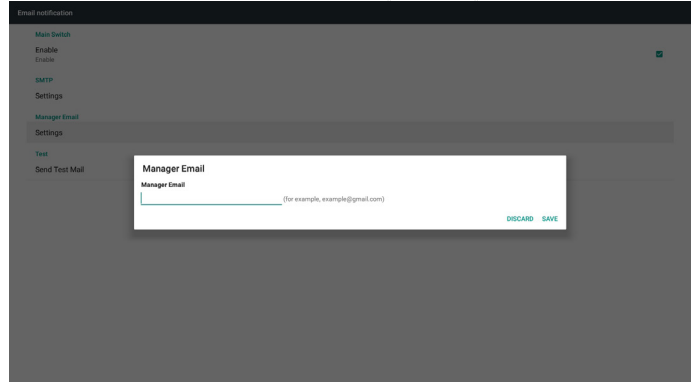 Email notification
Main Switch
Enable
Enable
SMTP
Settings
Manager Email
Settings
Test
Send Test Mail
Manager Email
Manager Email
(for example, example@gmail.com)
DISCARD SAVE